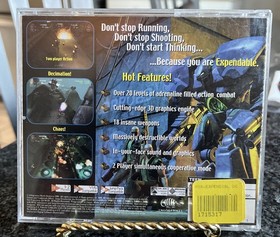 Don't stop Running,
Don't stop Shooting,
Don't start Thinking...
...Because you are Expendable.
Two-player Action
Hot Features!
Decimation!
Over 20 levels of adrenaline filled action combat
Cutting-edge 3D graphics engine
18 insane weapons
Chaos!
Massively destructible worlds
In-your-face sound and graphics
2 Player simultaneous cooperative mode
1715317